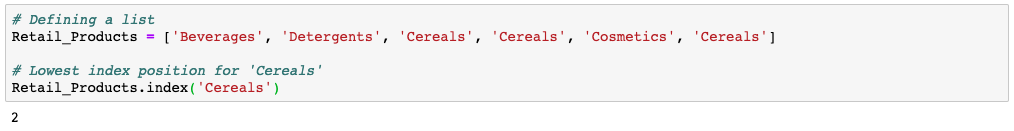 # Defining a list
Retail_Products = ['Beverages', 'Detergents', 'Cereals', 'Cereals', 'Cosmetics', 'Cereals']
# Lowest index position for 'Cereals'
Retail_Products.index('Cereals')
2